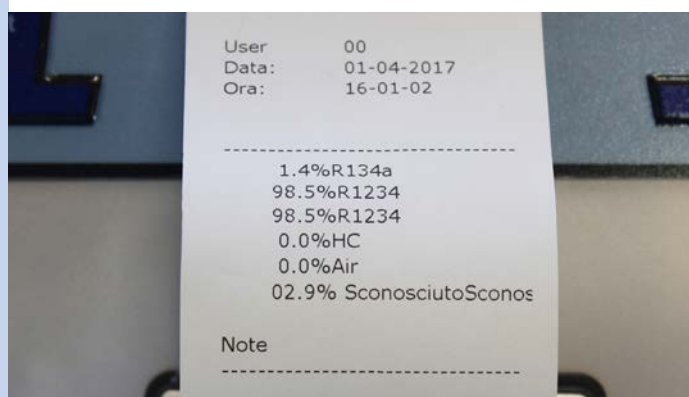 User 00
Data: 01-04-2017
Ora: 16-01-02
-----------------------------
1.4%R134a
98.5%R1234
98.5%R1234
0.0%HC
0.0%Air
02.9% SconosciutoSconos
Note
------------------------------